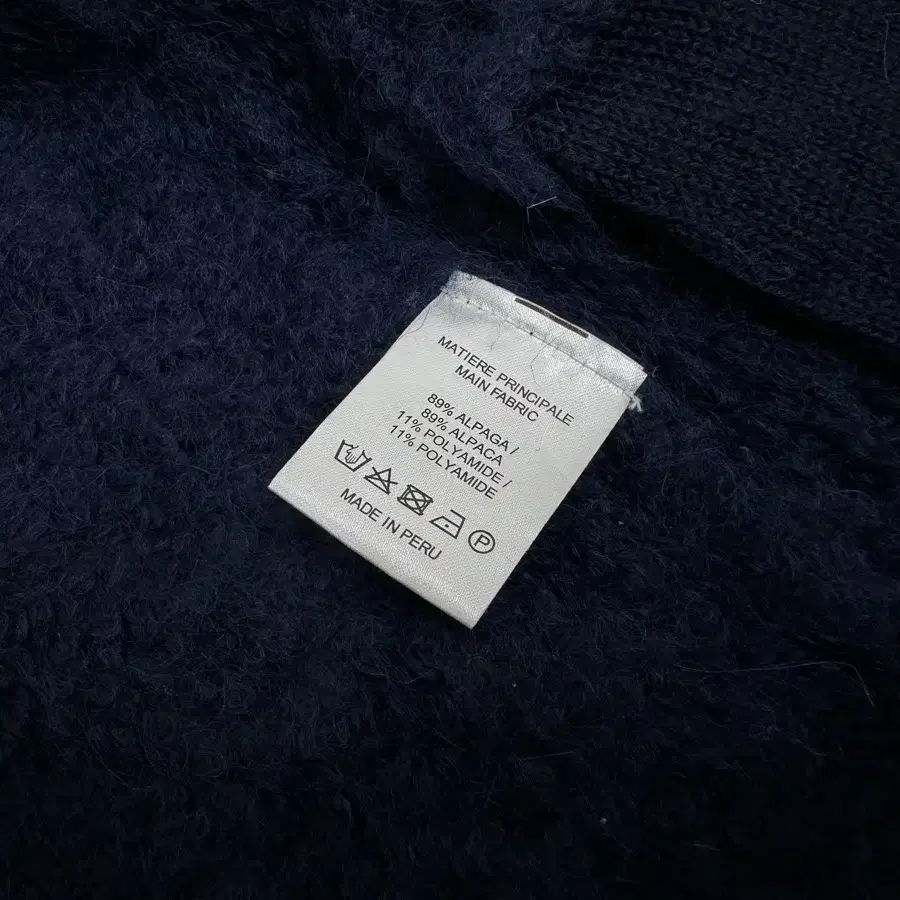 MATIERE PRINCIPALE
MAIN FABRIC
89% ALPAGA /
89% ALPACA
11% POLYAMIDE /
11% POLYAMIDE
P
MADE IN PERU